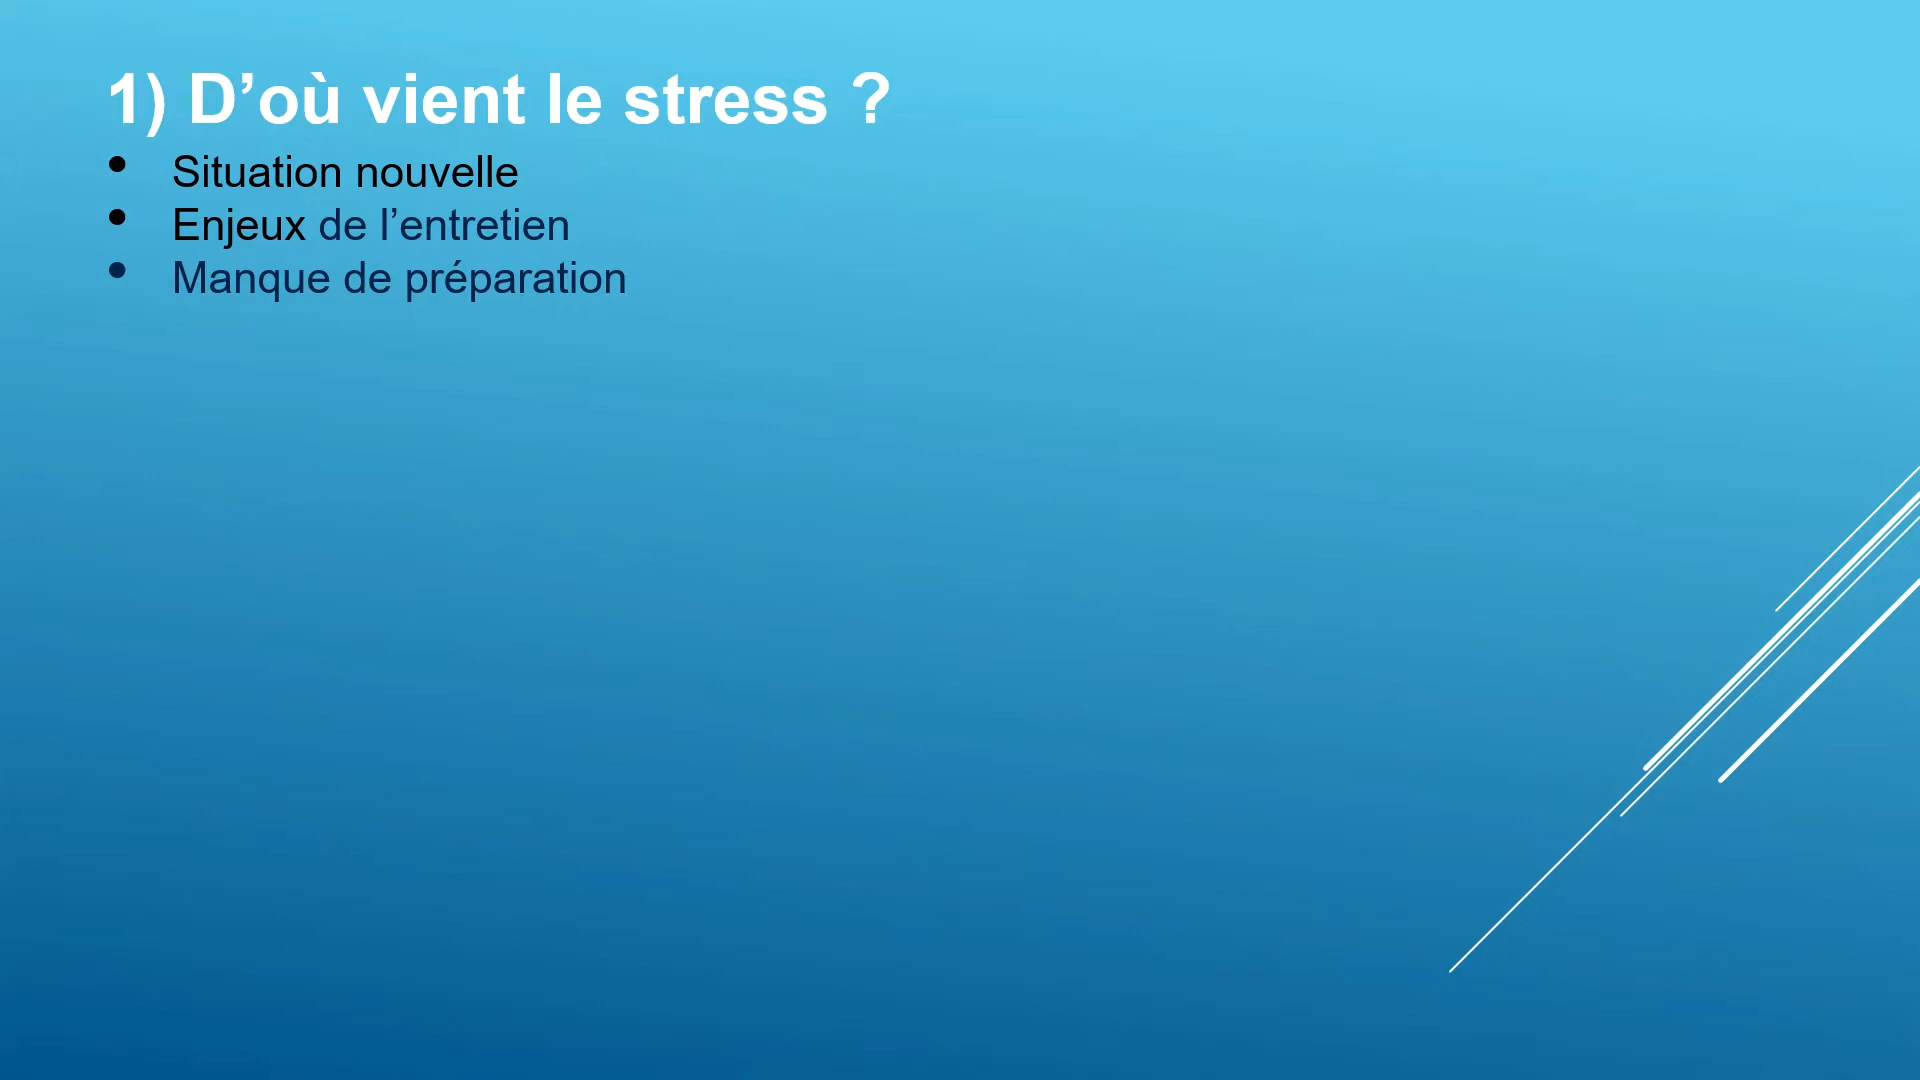 1) D’où vient le stress ?
• Situation nouvelle
• Enjeux de l’entretien
• Manque de préparation